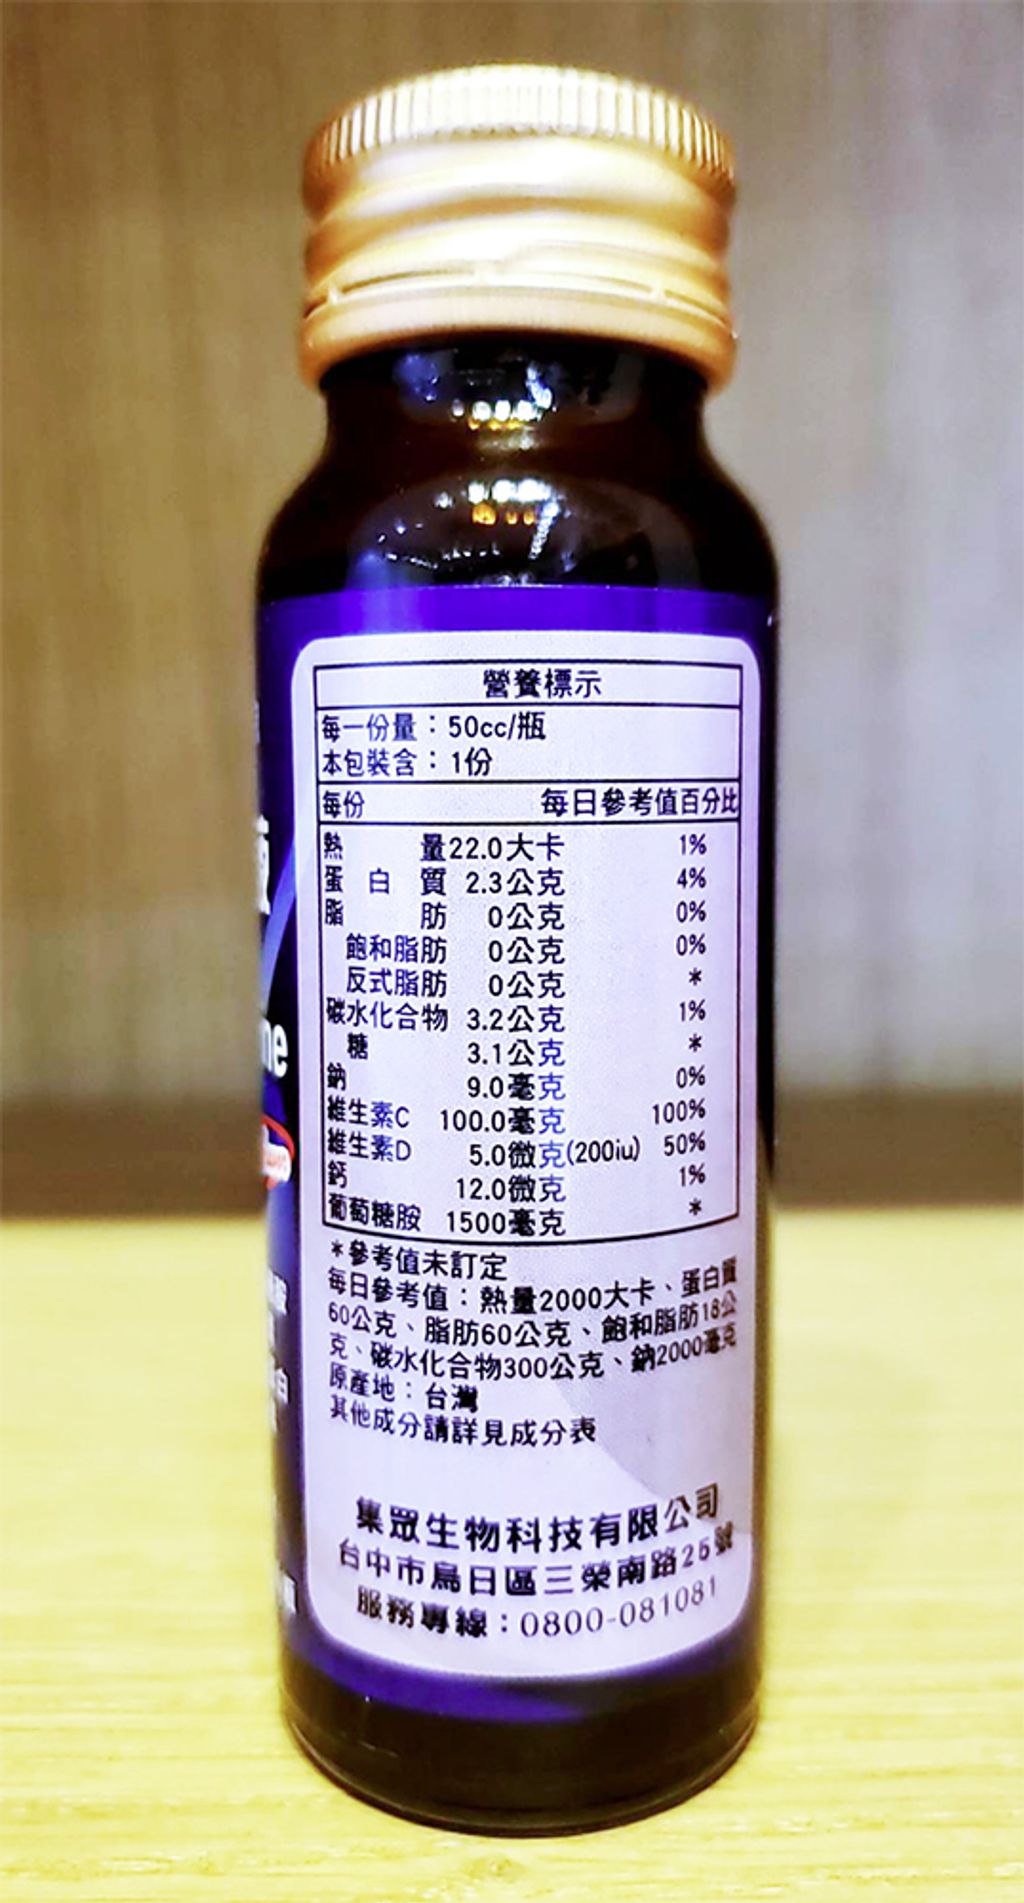 營養標示
每一份量：50cc/瓶
本包裝含：1份
每份 每日參考值百分比
熱量 22.0大卡 1%
蛋白質 2.3公克 4%
脂肪 0公克 0%
飽和脂肪 0公克 0%
反式脂肪 0公克 *
碳水化合物 3.2公克 1%
糖 3.1公克 *
鈉 9.0毫克 0%
維生素C 100.0毫克 100%
維生素D 5.0微克(200iu) 50%
鈣 12.0微克 1%
葡萄糖胺 1500毫克 *
*參考值未訂定
每日參考值：熱量2000大卡、蛋白質
60公克、脂肪60公克、飽和脂肪18公
克、碳水化合物300公克、鈉2000毫克
原產地：台灣
其他成分請詳見成分表
集眾生物科技有限公司
台中市烏日區三榮南路26號
服務專線：0800-081081